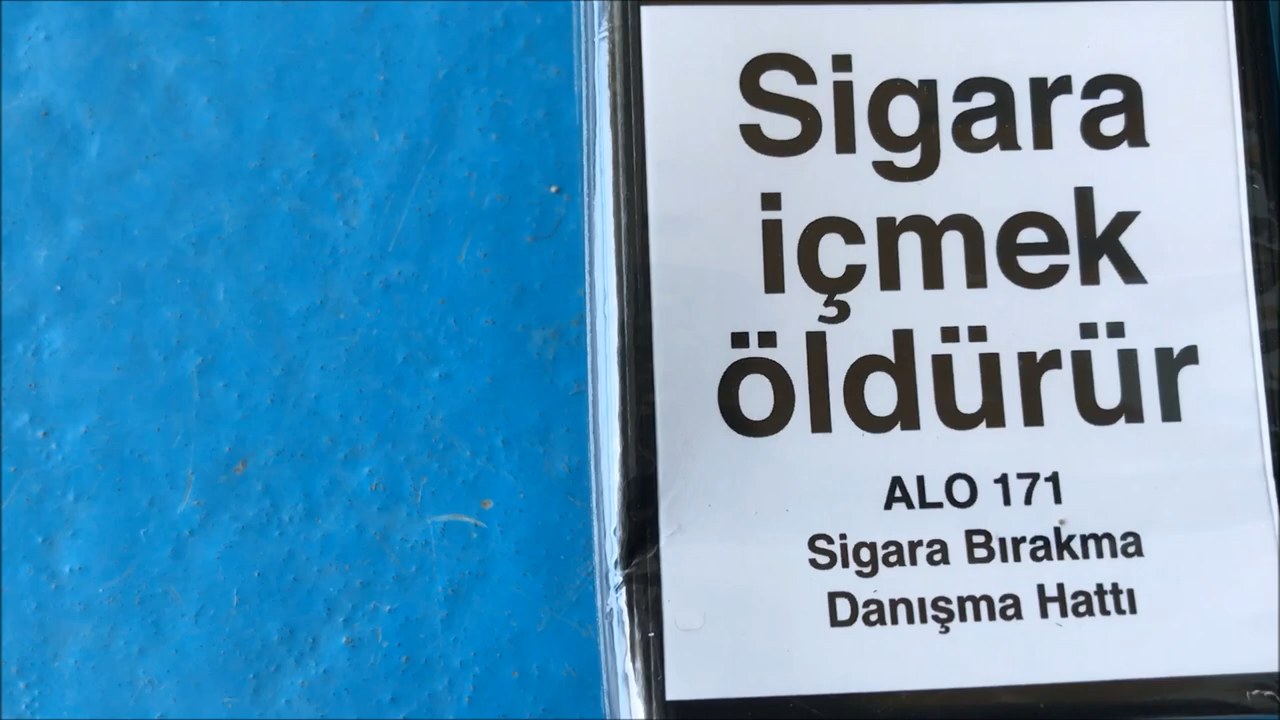 Sigara
içmek
öldürür
ALO 171
Sigara Bırakma
Danışma Hattı